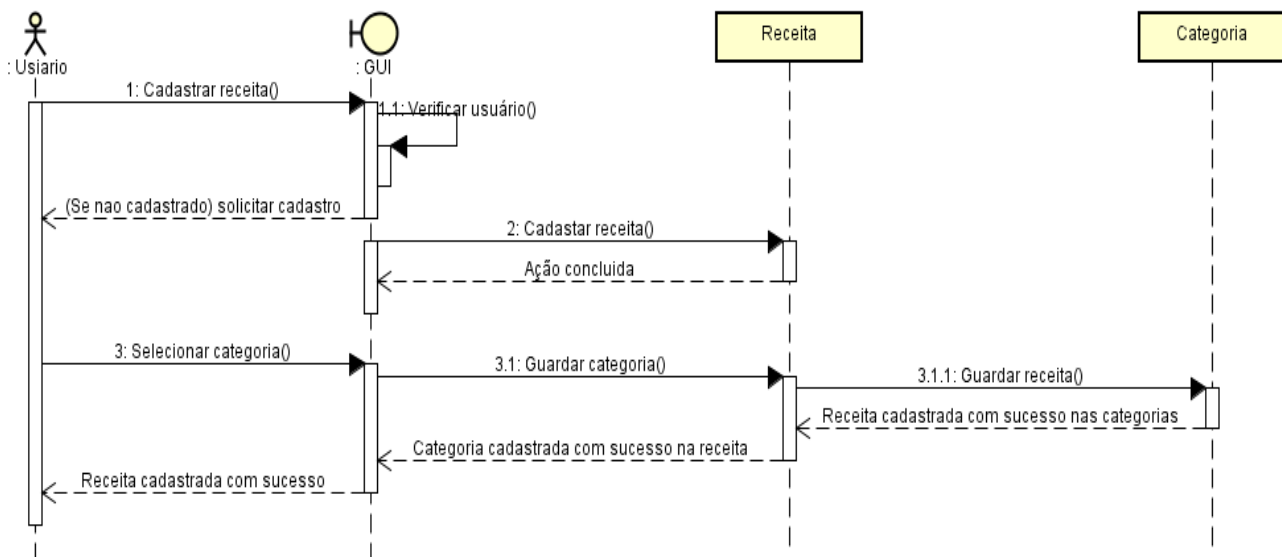 Receita
Categoria
: Usiario
: GUI
1: Cadastrar receita()
1.1: Verificar usuário()
(Se nao cadastrado) solicitar cadastro
2: Cadastar receita()
Ação concluida
3: Selecionar categoria()
3.1: Guardar categoria()
3.1.1: Guardar receita()
Receita cadastrada com sucesso nas categorias
Categoria cadastrada com sucesso na receita
Receita cadastrada com sucesso